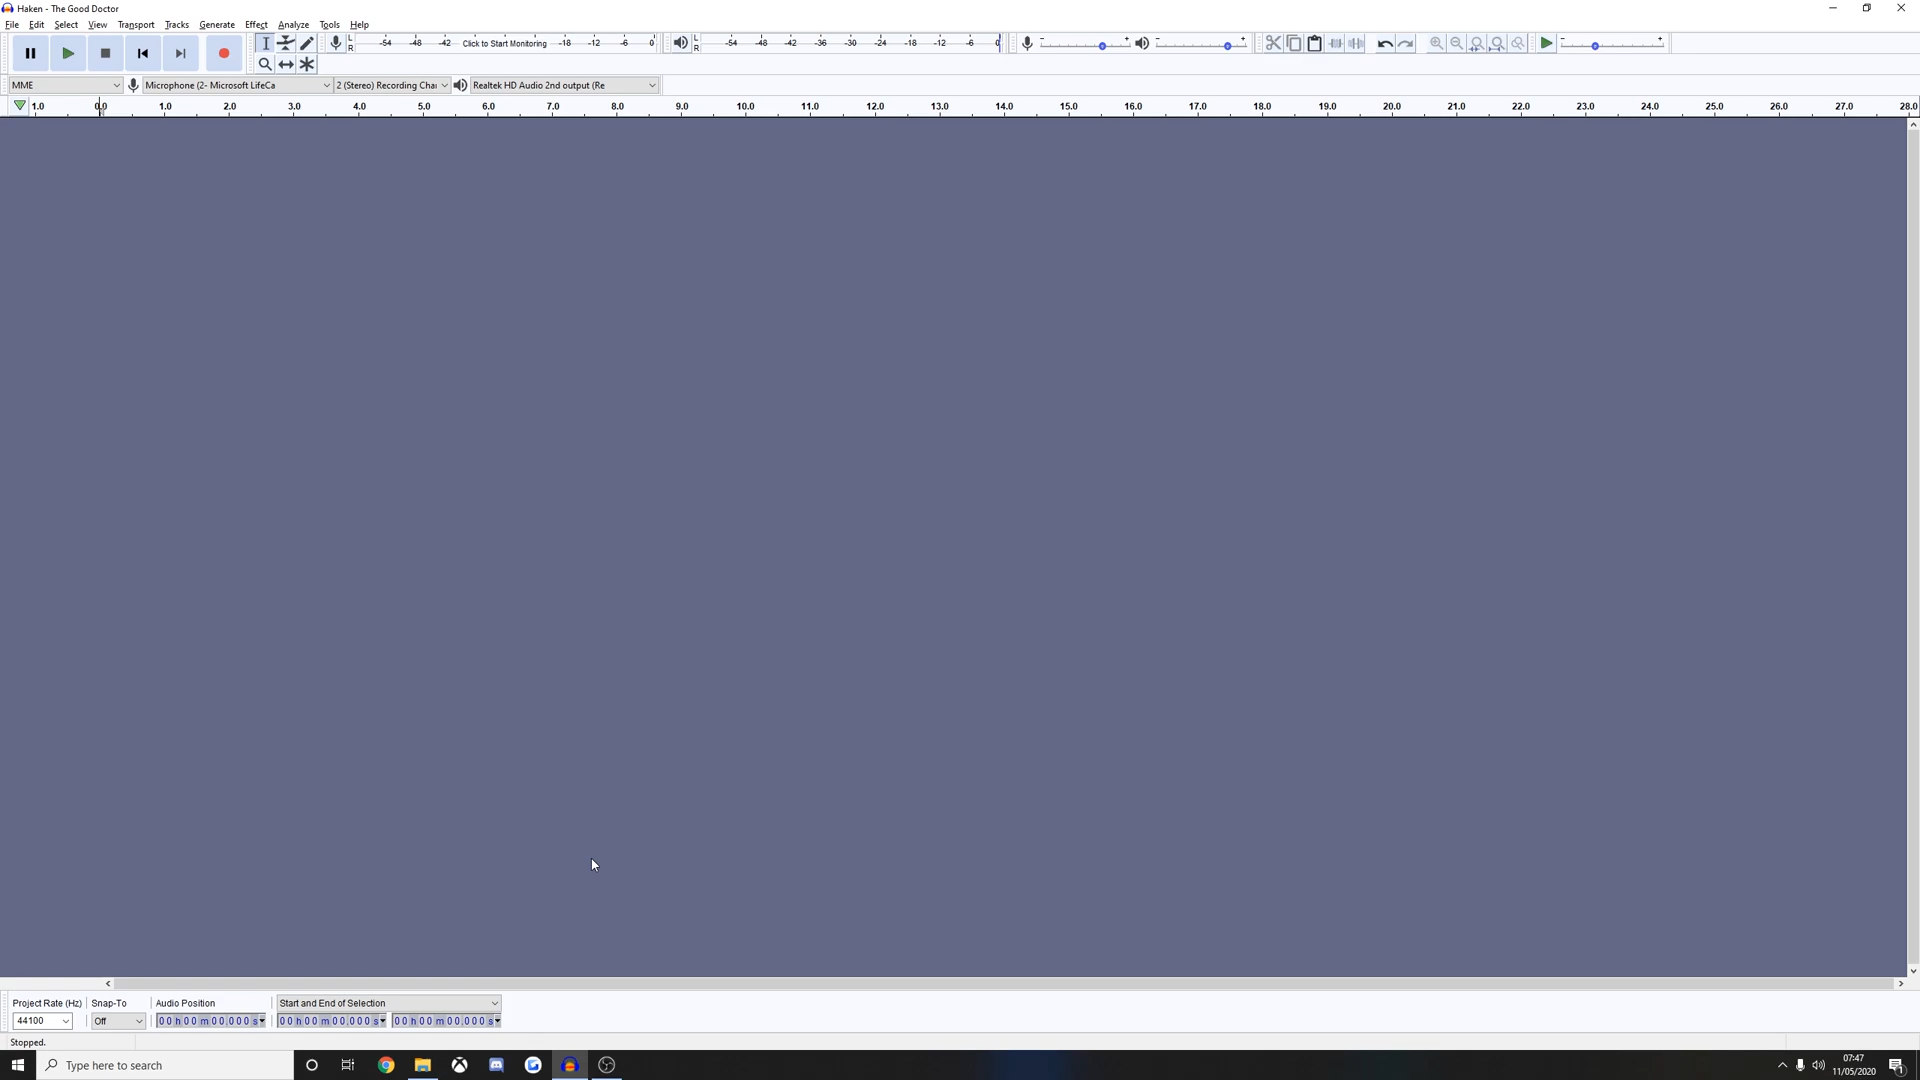 Haken - The Good Doctor
File Edit Select View Transport Tracks Generate Effect Analyze Tools Help
L R -54 -48 -42 Click to Start Monitoring -18 -12 -6 0 L R -54 -48 -42 -36 -30 -24 -18 -12 -6 0
MME Microphone (2- Microsoft LifeCa 2 (Stereo) Recording Chai Realtek HD Audio 2nd output (Re
1.0 0.0 1.0 2.0 3.0 4.0 5.0 6.0 7.0 8.0 9.0 10.0 11.0 12.0 13.0 14.0 15.0 16.0 17.0 18.0 19.0 20.0 21.0 22.0 23.0 24.0 25.0 26.0 27.0 28.0
Project Rate (Hz) Snap-To Audio Position Start and End of Selection
44100 Off 00 h 00 m 00.000 s 00 h 00 m 00.000 s 00 h 00 m 00.000 s
Stopped.
Type here to search
07:47
11/05/2020
1